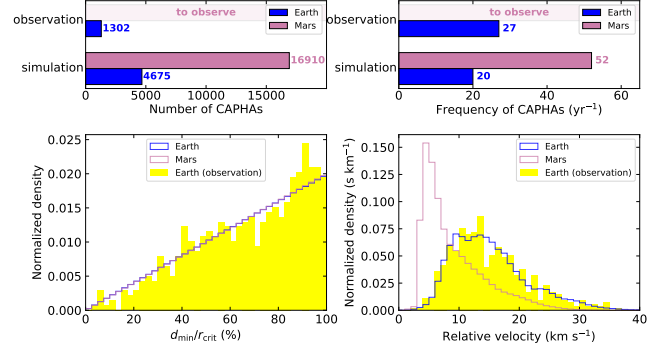 to observe
observation
Earth
Mars
1302
simulation
16910
4675
0
5000
10000
15000
Number of CAPHAs
to observe
observation
Earth
Mars
27
simulation
52
20
0
20
40
60
Frequency of CAPHAs (yr⁻¹)
0.025
0.020
0.015
0.010
0.005
0.000
Normalized density
Earth
Mars
Earth (observation)
0
20
40
60
80
100
d_min/r_crit (%)
0.150
0.125
0.100
0.075
0.050
0.025
0.000
Normalized density (s km⁻¹)
Earth
Mars
Earth (observation)
0
10
20
30
40
Relative velocity (km s⁻¹)